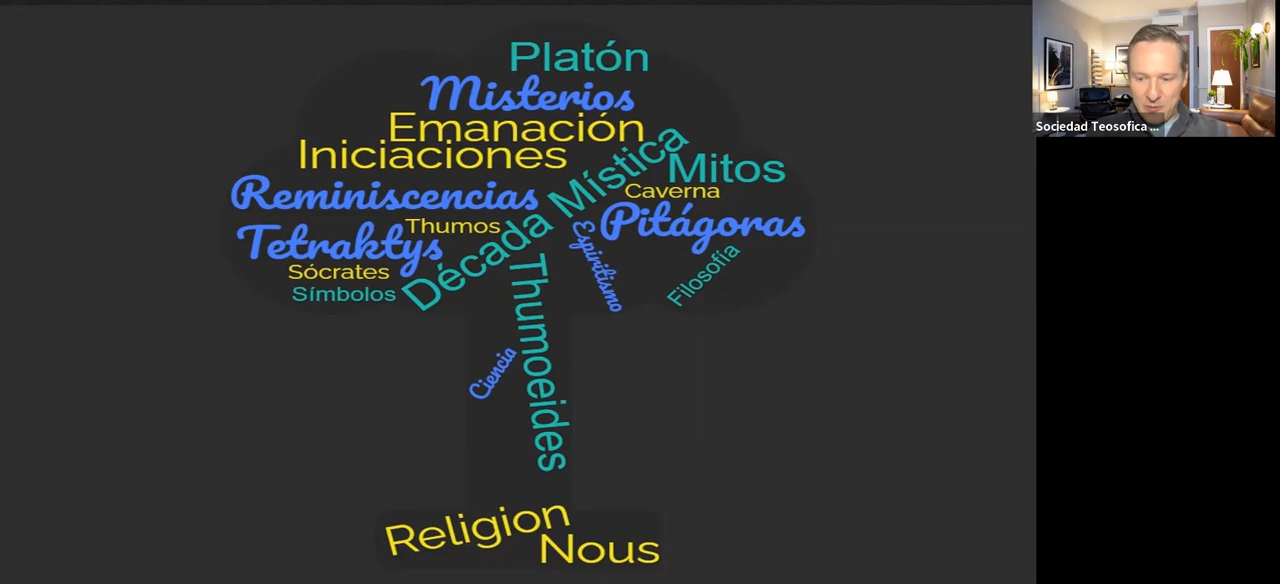 Platón
Misterios
Emanación
Iniciaciones
Década Mística
Mitos
Caverna
Reminiscencias
Pitágoras
Thumos
Tetraktys
Espiritismo
Filosofía
Sócrates
Símbolos
Thumoeides
Ciencia
Religion
Nous
Sociedad Teosofica ...